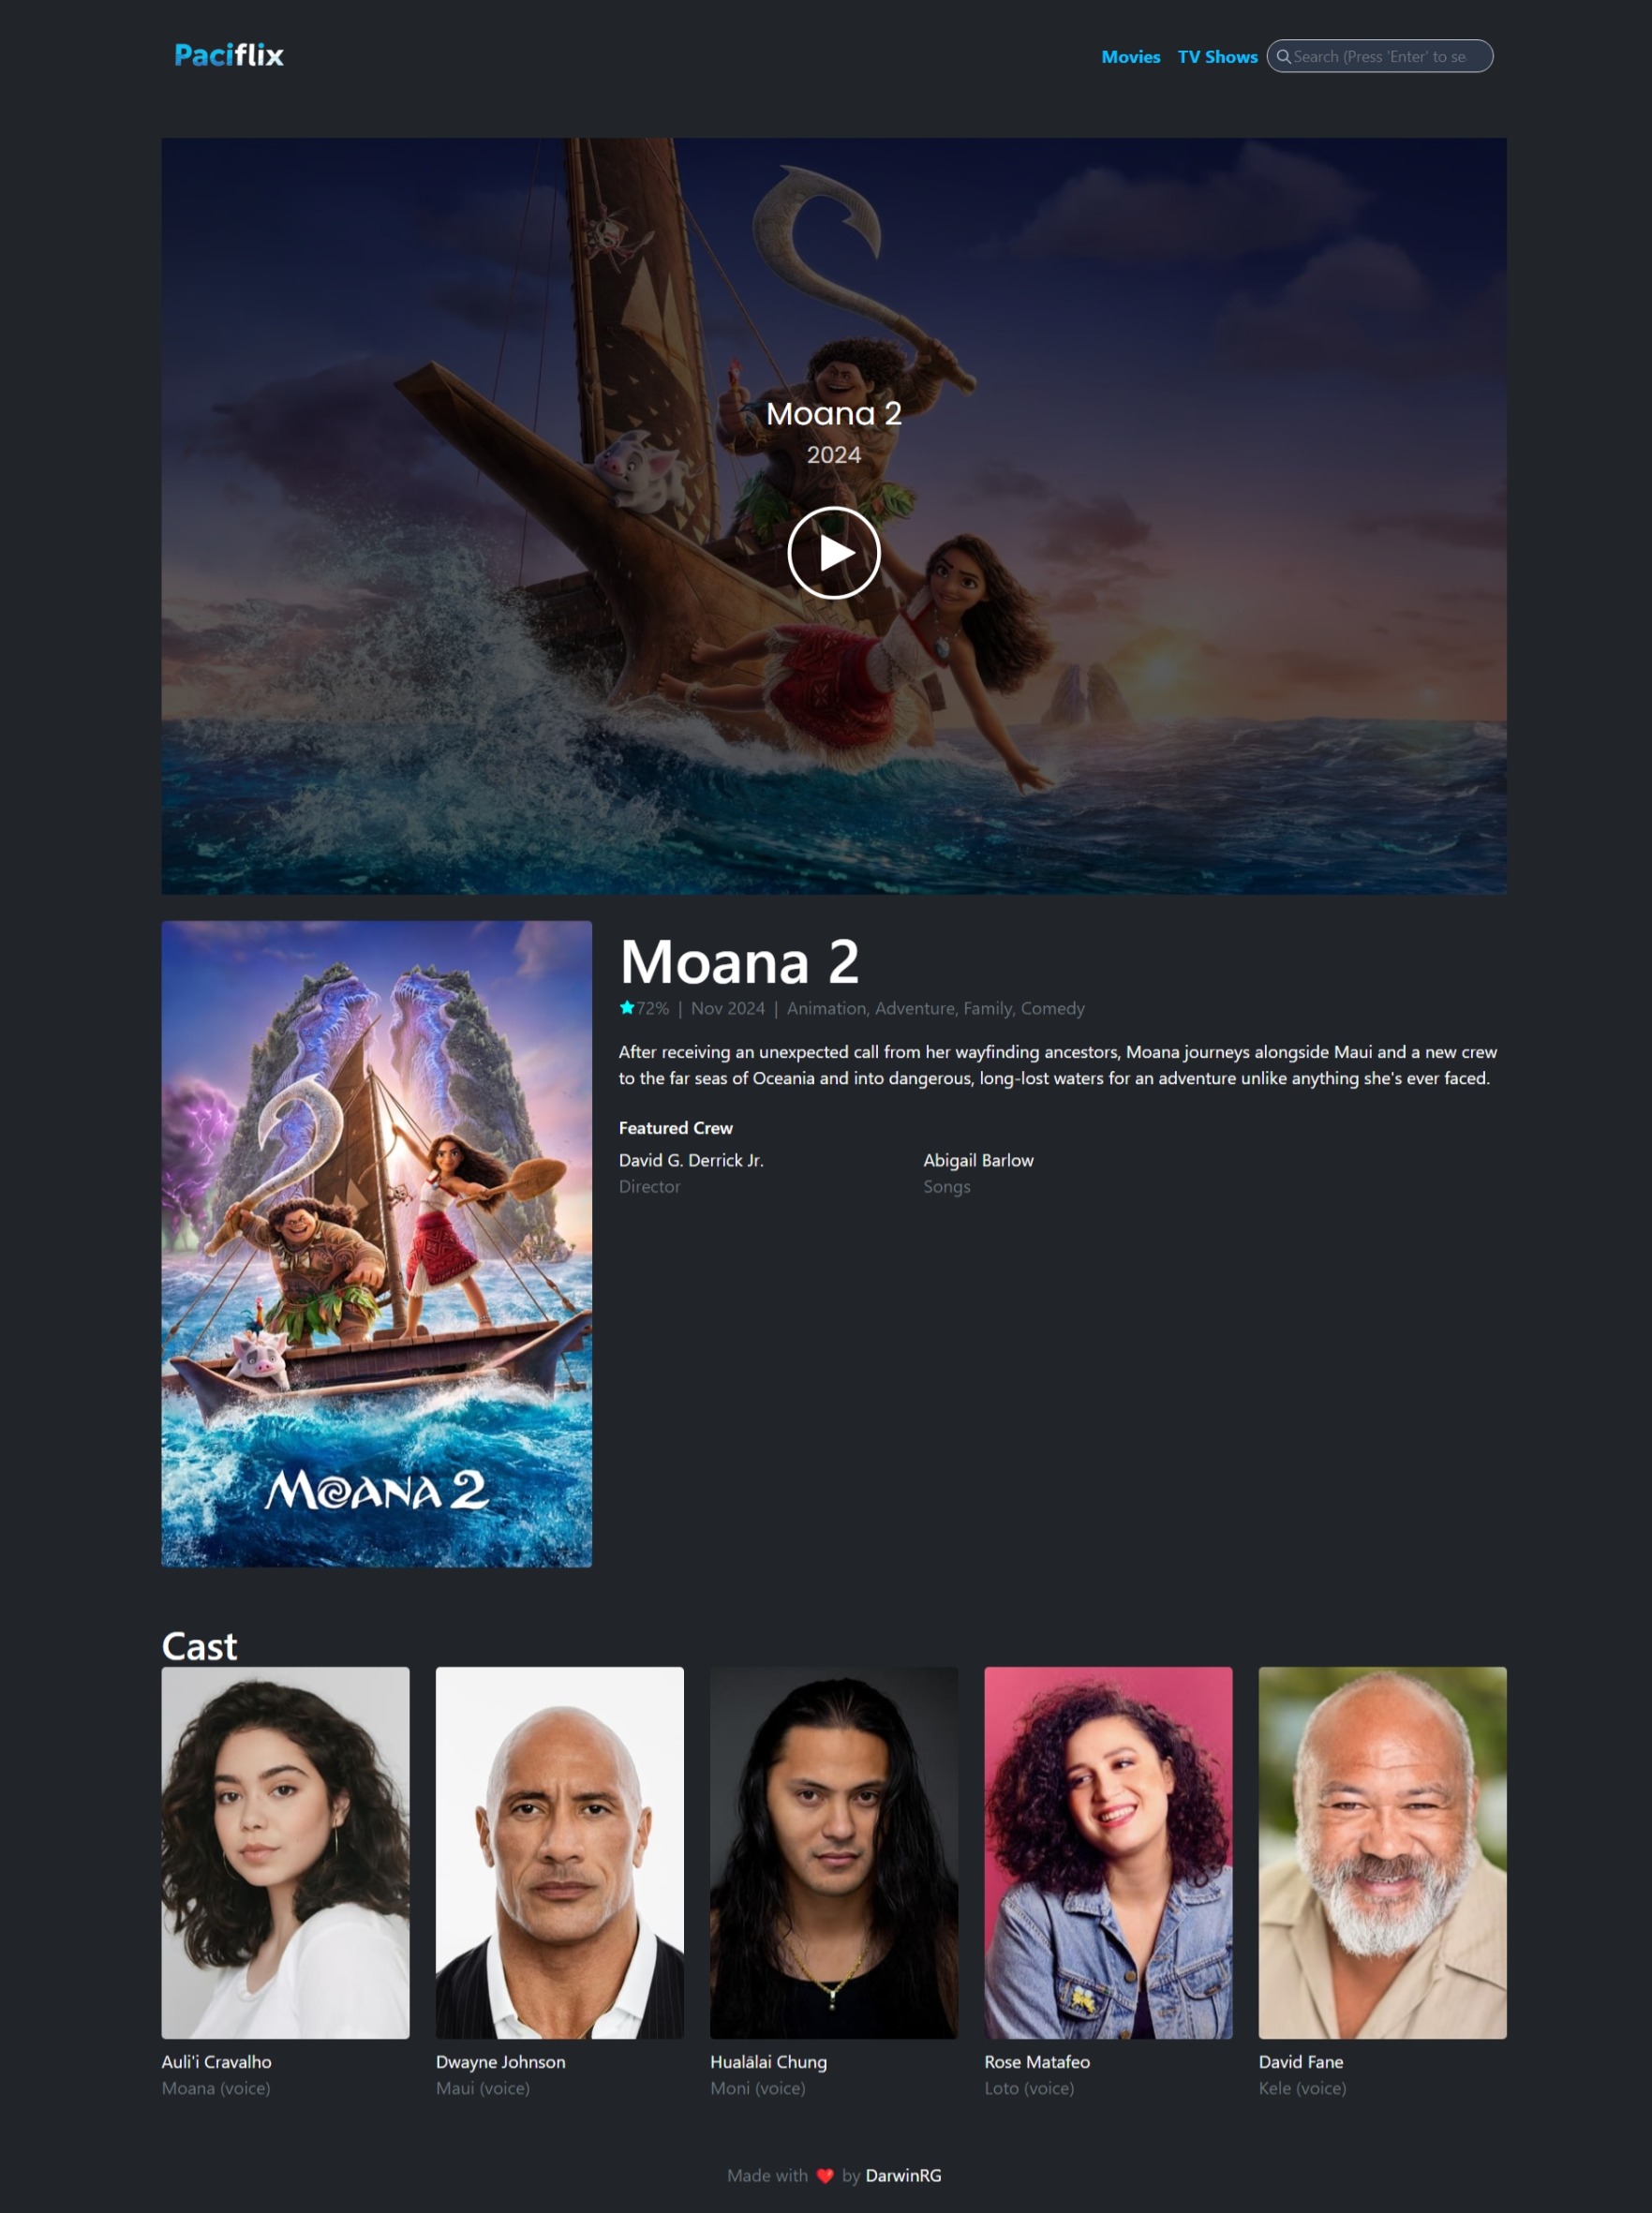 Paciflix
Movies TV Shows Search (Press 'Enter' to se
Moana 2
2024
Moana 2
72% | Nov 2024 | Animation, Adventure, Family, Comedy
After receiving an unexpected call from her wayfinding ancestors, Moana journeys alongside Maui and a new crew
to the far seas of Oceania and into dangerous, long-lost waters for an adventure unlike anything she's ever faced.
Featured Crew
David G. Derrick Jr. Abigail Barlow
Director Songs
MOANA 2
Cast
Auli'i Cravalho Dwayne Johnson Hualālai Chung Rose Matafeo David Fane
Moana (voice) Maui (voice) Moni (voice) Loto (voice) Kele (voice)
Made with ❤️ by DarwinRG